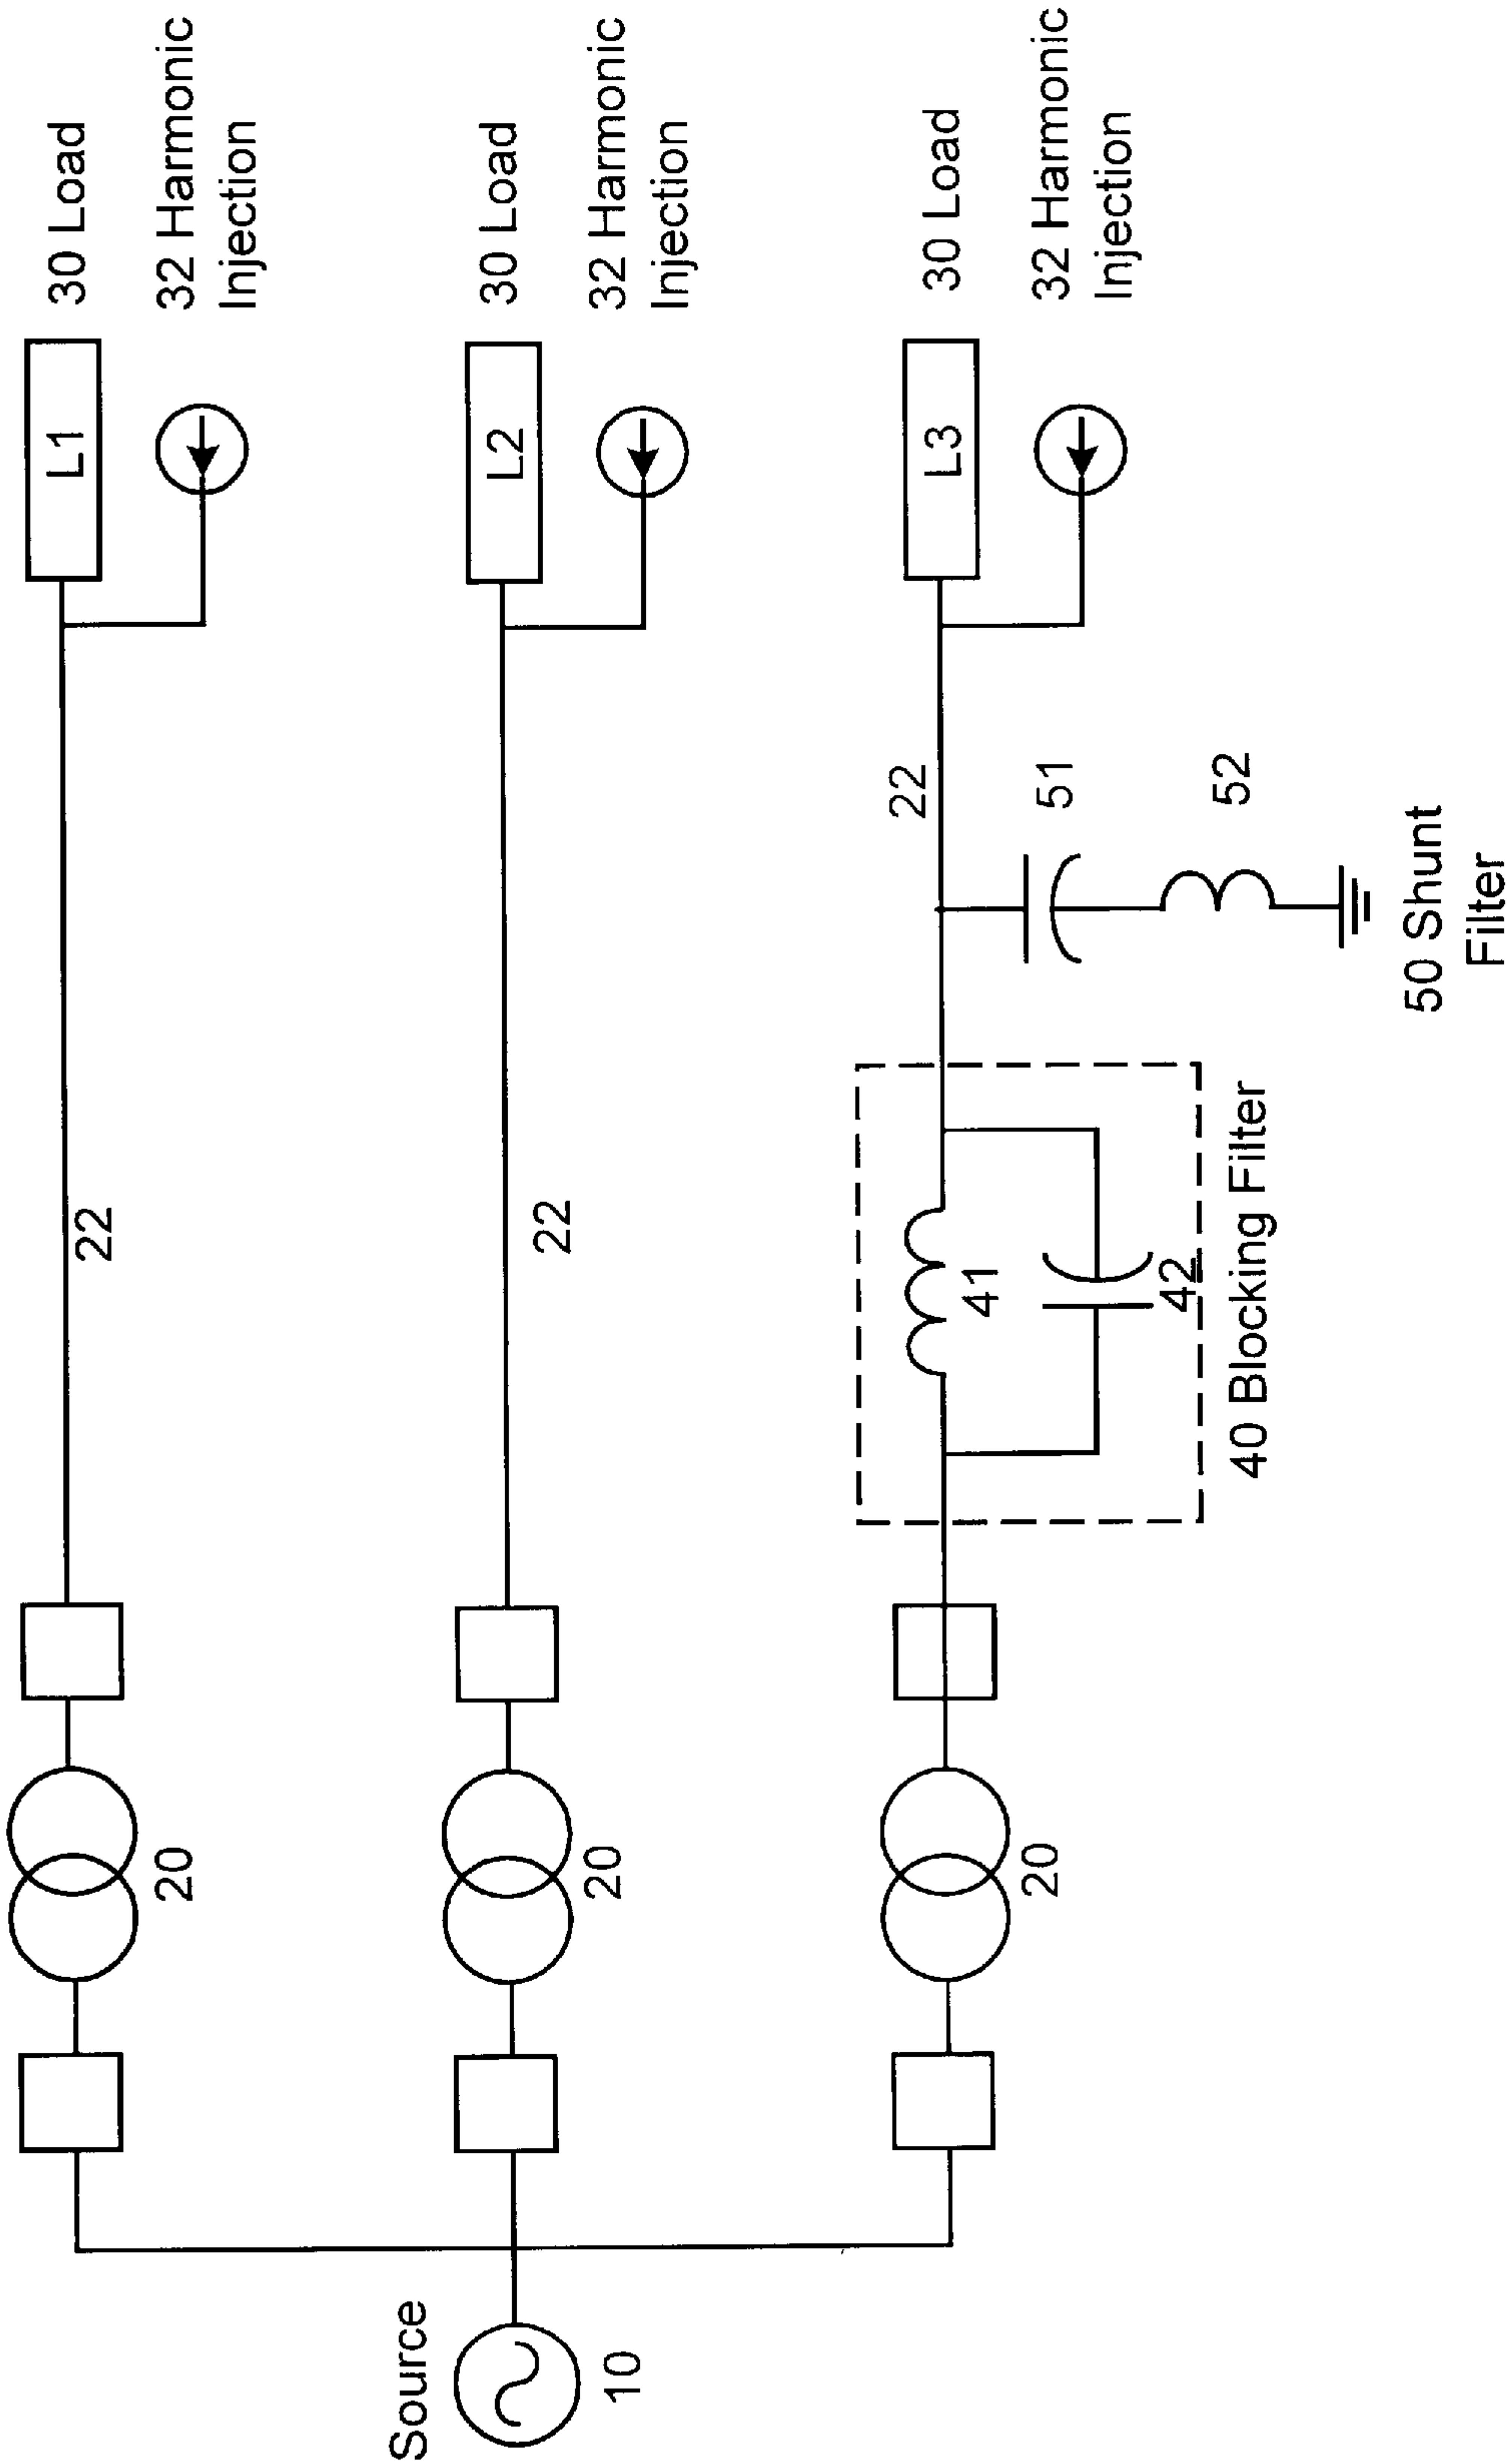 30 Load
L1
32 Harmonic
Injection
22
20
30 Load
L2
32 Harmonic
Injection
22
20
Source
10
30 Load
L3
32 Harmonic
Injection
22
51
52
50 Shunt
Filter
41
42
40 Blocking Filter
20